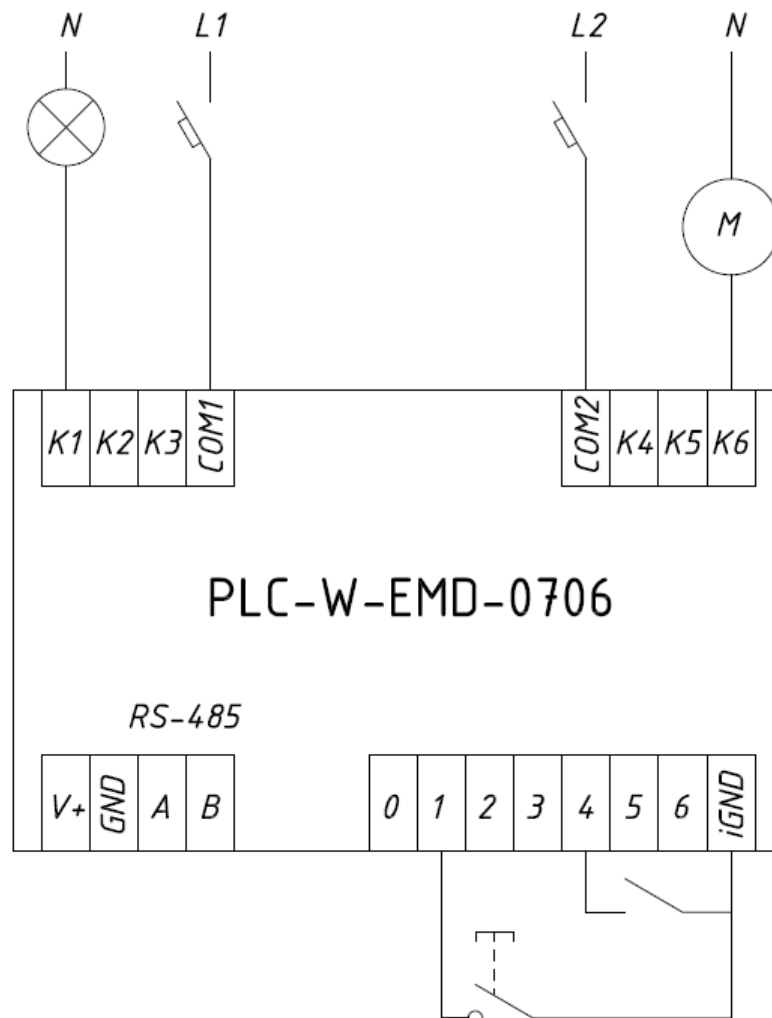 N L1 L2 N
M
K1 K2 K3 COM1 COM2 K4 K5 K6
PLC-W-EMD-0706
RS-485
V+ GND A B 0 1 2 3 4 5 6 iGND